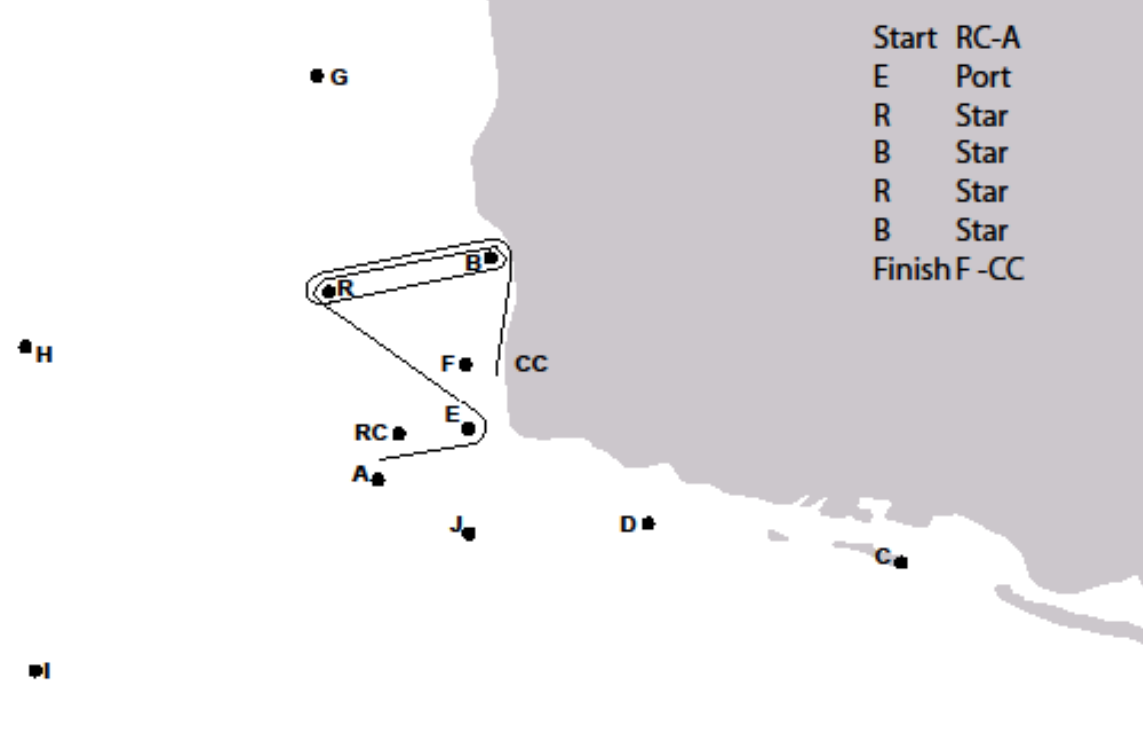 Start RC-A
E Port
R Star
B Star
R Star
B Star
Finish F -CC
G
B
R
H
F
CC
E
RC
A
J
D
C
I